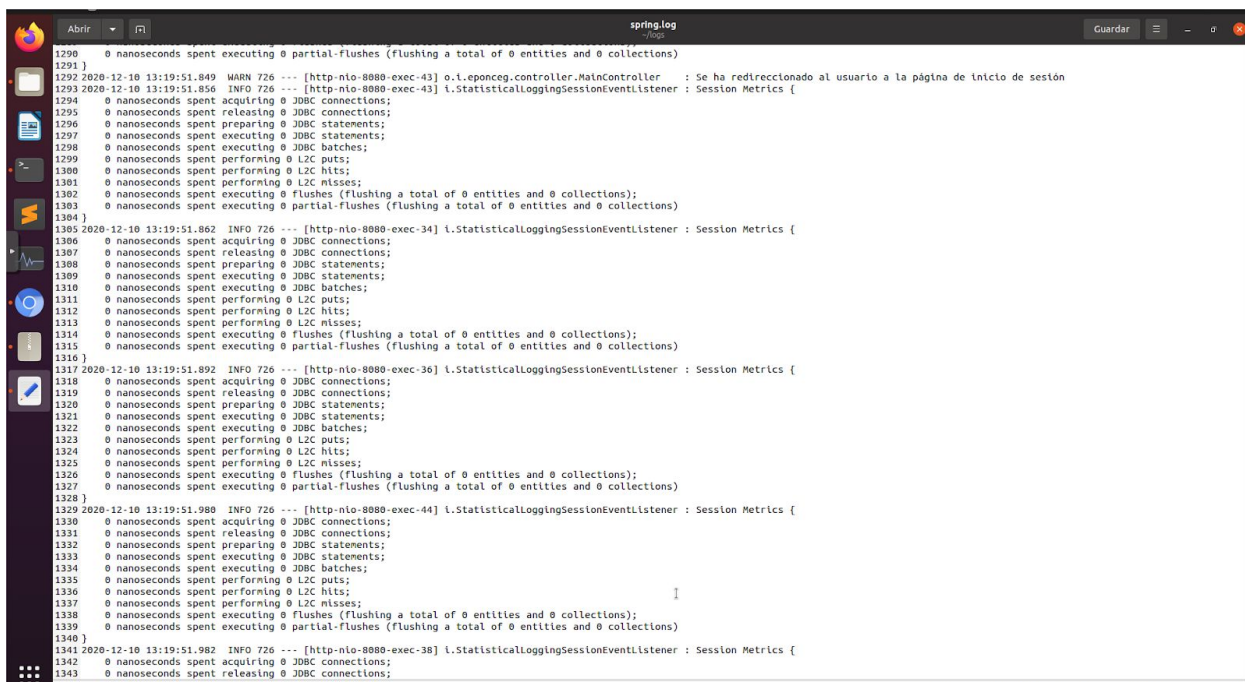 Abrir
spring.log
~/logs
Guardar
1290 0 nanoseconds spent executing 0 partial-flushes (flushing a total of 0 entities and 0 collections)
1291 }
1292 2020-12-10 13:19:51.849 WARN 726 --- [http-nio-8080-exec-43] o.i.eponceg.controller.MainController : Se ha redireccionado al usuario a la página de inicio de sesión
1293 2020-12-10 13:19:51.856 INFO 726 --- [http-nio-8080-exec-43] i.StatisticalLoggingSessionEventListener : Session Metrics {
1294 0 nanoseconds spent acquiring 0 JDBC connections;
1295 0 nanoseconds spent releasing 0 JDBC connections;
1296 0 nanoseconds spent preparing 0 JDBC statements;
1297 0 nanoseconds spent executing 0 JDBC statements;
1298 0 nanoseconds spent executing 0 JDBC batches;
1299 0 nanoseconds spent performing 0 L2C puts;
1300 0 nanoseconds spent performing 0 L2C hits;
1301 0 nanoseconds spent performing 0 L2C misses;
1302 0 nanoseconds spent executing 0 flushes (flushing a total of 0 entities and 0 collections);
1303 0 nanoseconds spent executing 0 partial-flushes (flushing a total of 0 entities and 0 collections)
1304 }
1305 2020-12-10 13:19:51.862 INFO 726 --- [http-nio-8080-exec-34] i.StatisticalLoggingSessionEventListener : Session Metrics {
1306 0 nanoseconds spent acquiring 0 JDBC connections;
1307 0 nanoseconds spent releasing 0 JDBC connections;
1308 0 nanoseconds spent preparing 0 JDBC statements;
1309 0 nanoseconds spent executing 0 JDBC statements;
1310 0 nanoseconds spent executing 0 JDBC batches;
1311 0 nanoseconds spent performing 0 L2C puts;
1312 0 nanoseconds spent performing 0 L2C hits;
1313 0 nanoseconds spent performing 0 L2C misses;
1314 0 nanoseconds spent executing 0 flushes (flushing a total of 0 entities and 0 collections);
1315 0 nanoseconds spent executing 0 partial-flushes (flushing a total of 0 entities and 0 collections)
1316 }
1317 2020-12-10 13:19:51.892 INFO 726 --- [http-nio-8080-exec-36] i.StatisticalLoggingSessionEventListener : Session Metrics {
1318 0 nanoseconds spent acquiring 0 JDBC connections;
1319 0 nanoseconds spent releasing 0 JDBC connections;
1320 0 nanoseconds spent preparing 0 JDBC statements;
1321 0 nanoseconds spent executing 0 JDBC statements;
1322 0 nanoseconds spent executing 0 JDBC batches;
1323 0 nanoseconds spent performing 0 L2C puts;
1324 0 nanoseconds spent performing 0 L2C hits;
1325 0 nanoseconds spent performing 0 L2C misses;
1326 0 nanoseconds spent executing 0 flushes (flushing a total of 0 entities and 0 collections);
1327 0 nanoseconds spent executing 0 partial-flushes (flushing a total of 0 entities and 0 collections)
1328 }
1329 2020-12-10 13:19:51.980 INFO 726 --- [http-nio-8080-exec-44] i.StatisticalLoggingSessionEventListener : Session Metrics {
1330 0 nanoseconds spent acquiring 0 JDBC connections;
1331 0 nanoseconds spent releasing 0 JDBC connections;
1332 0 nanoseconds spent preparing 0 JDBC statements;
1333 0 nanoseconds spent executing 0 JDBC statements;
1334 0 nanoseconds spent executing 0 JDBC batches;
1335 0 nanoseconds spent performing 0 L2C puts;
1336 0 nanoseconds spent performing 0 L2C hits;
1337 0 nanoseconds spent performing 0 L2C misses;
1338 0 nanoseconds spent executing 0 flushes (flushing a total of 0 entities and 0 collections);
1339 0 nanoseconds spent executing 0 partial-flushes (flushing a total of 0 entities and 0 collections)
1340 }
1341 2020-12-10 13:19:51.982 INFO 726 --- [http-nio-8080-exec-38] i.StatisticalLoggingSessionEventListener : Session Metrics {
1342 0 nanoseconds spent acquiring 0 JDBC connections;
1343 0 nanoseconds spent releasing 0 JDBC connections;